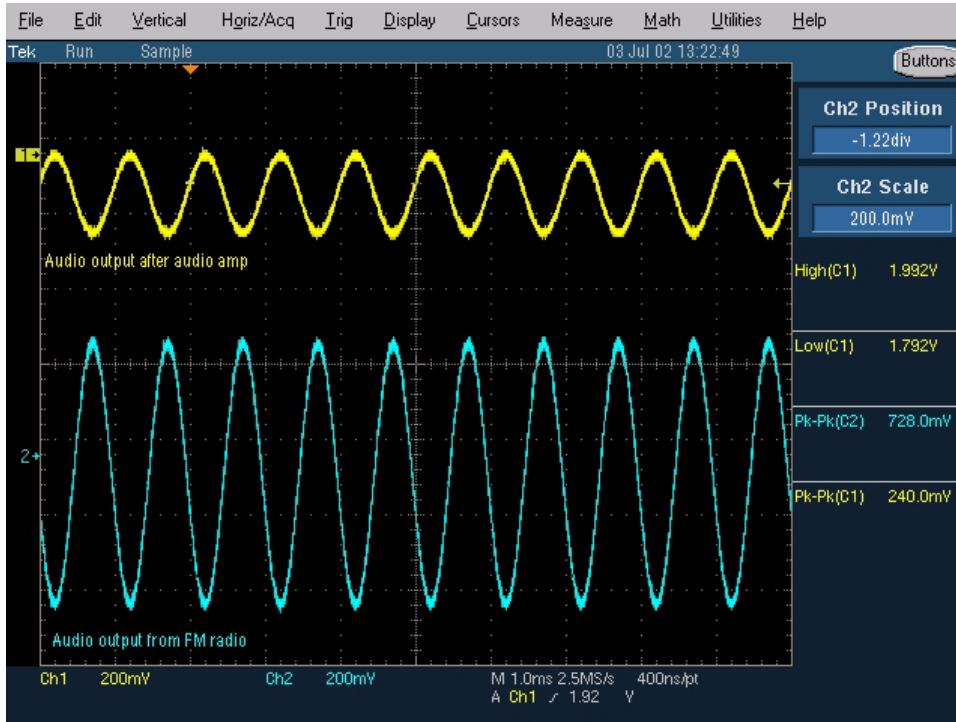 File Edit Vertical Horiz/Acq Trig Display Cursors Measure Math Utilities Help
Tek Run Sample 03 Jul 02 13:22:49
Buttons
Ch2 Position
-1.22div
Ch2 Scale
200.0mV
1
Audio output after audio amp
High(C1) 1.992V
Low(C1) 1.792V
Pk-Pk(C2) 728.0mV
2
Pk-Pk(C1) 240.0mV
Audio output from FM radio
Ch1 200mV Ch2 200mV M 1.0ms 2.5MS/s 400ns/pt
A Ch1 1.92 V